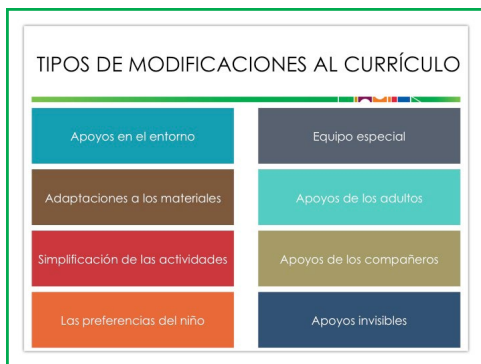 TIPOS DE MODIFICACIONES AL CURRÍCULO
Apoyos en el entorno
Equipo especial
Adaptaciones a los materiales
Apoyos de los adultos
Simplificación de las actividades
Apoyos de los compañeros
Las preferencias del niño
Apoyos invisibles